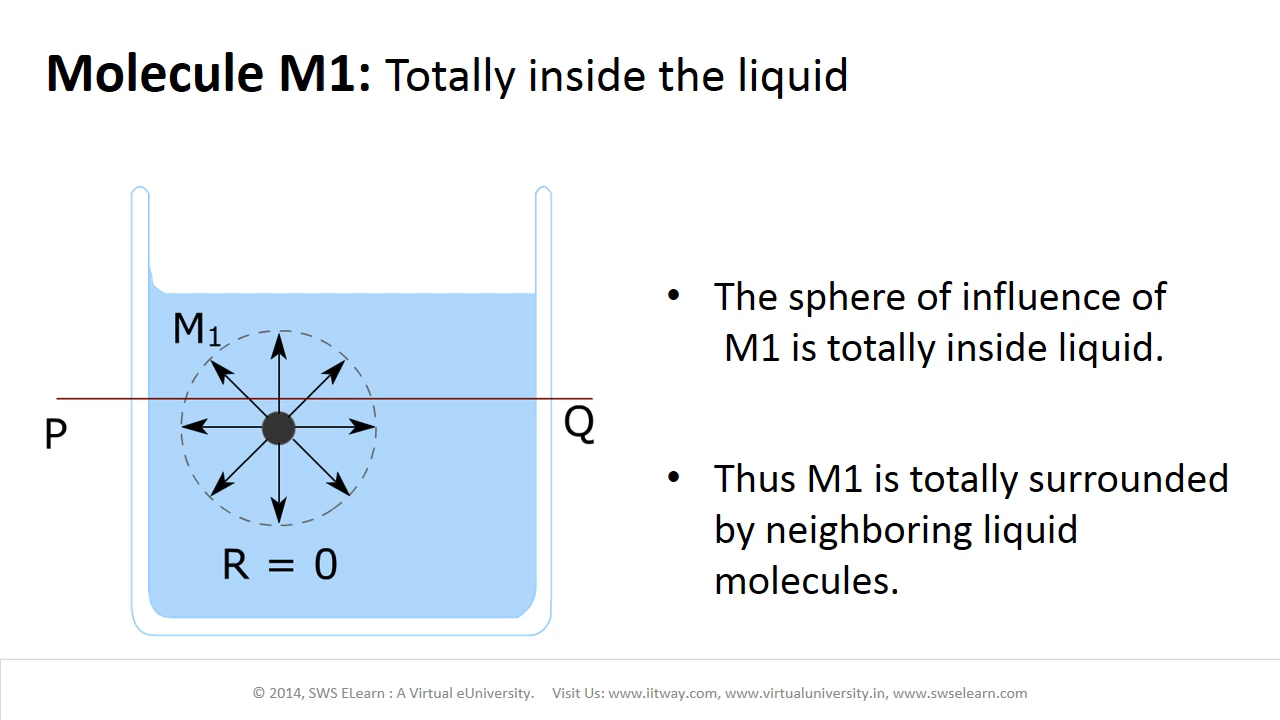 Molecule M1: Totally inside the liquid
M₁
P
Q
R = 0
• The sphere of influence of
M1 is totally inside liquid.
• Thus M1 is totally surrounded
by neighboring liquid
molecules.
© 2014, SWS ELearn : A Virtual eUniversity. Visit Us: www.iitway.com, www.virtualuniversity.in, www.swselearn.com